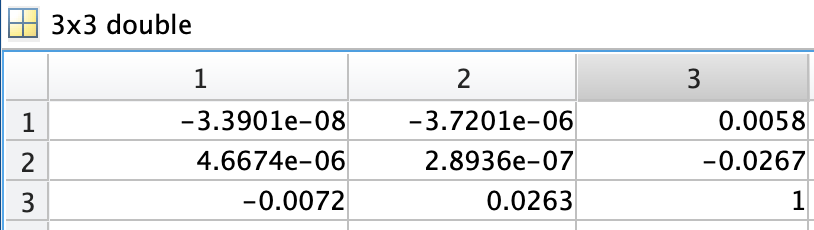 3x3 double
1 2 3
1 -3.3901e-08 -3.7201e-06 0.0058
2 4.6674e-06 2.8936e-07 -0.0267
3 -0.0072 0.0263 1